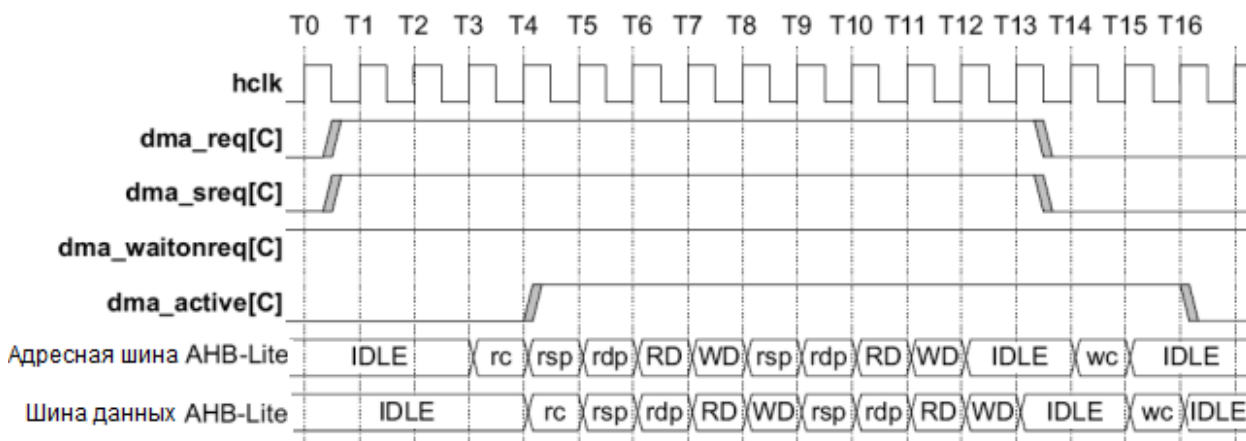 T0 T1 T2 T3 T4 T5 T6 T7 T8 T9 T10 T11 T12 T13 T14 T15 T16
hclk
dma_req[C]
dma_sreq[C]
dma_waitonreq[C]
dma_active[C]
Адресная шина AHB-Lite IDLE rc rsp rdp RD WD rsp rdp RD WD IDLE wc IDLE
Шина данных AHB-Lite IDLE rc rsp rdp RD WD rsp rdp RD WD IDLE wc IDLE